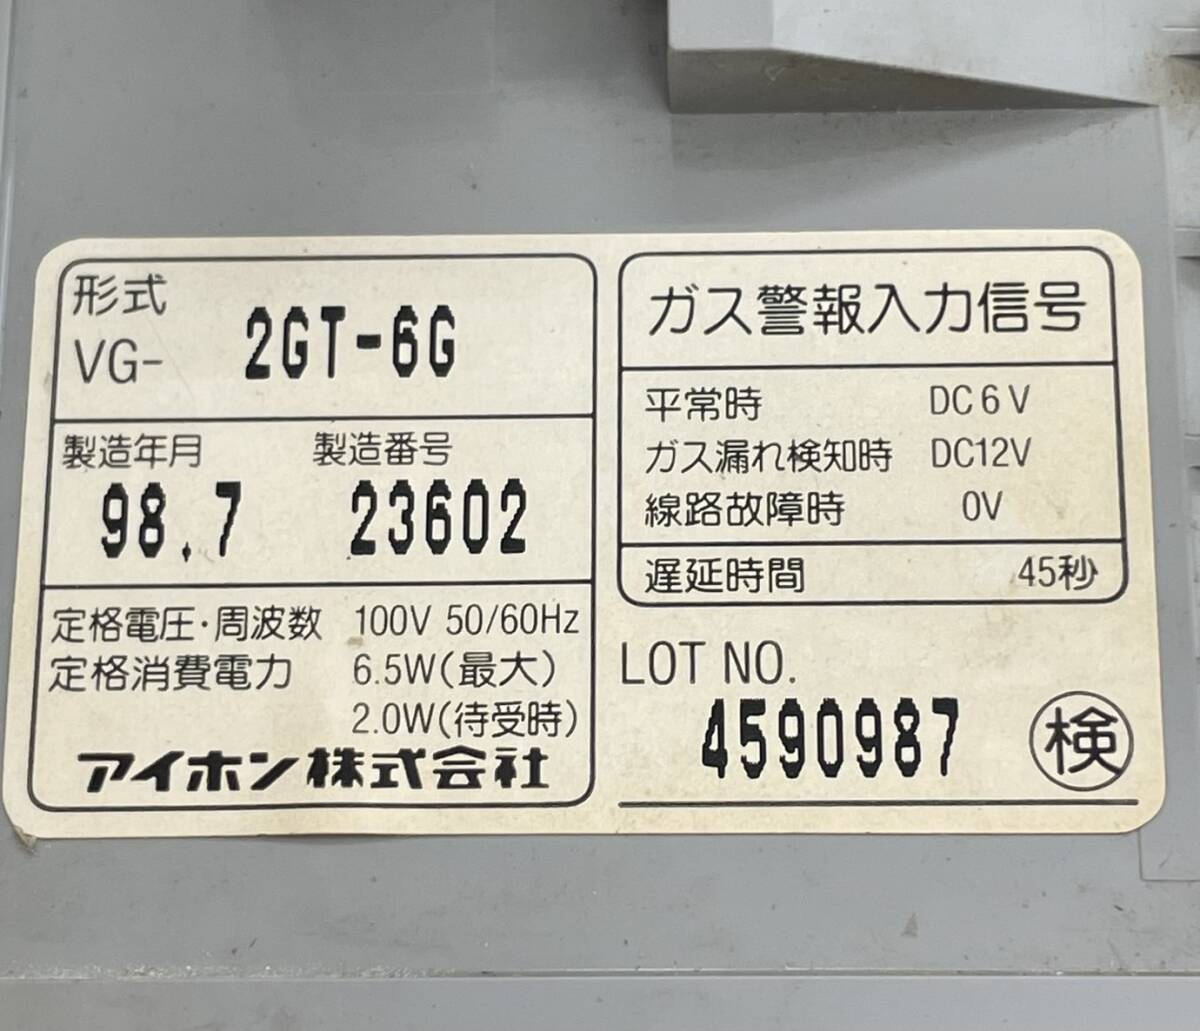 形式
VG- 2GT-6G
製造年月 製造番号
98.7 23602
定格電圧・周波数 100V 50/60Hz
定格消費電力 6.5W(最大)
2.0W(待受時)
アイホン株式会社
ガス警報入力信号
平常時 DC6V
ガス漏れ検知時 DC12V
線路故障時 0V
遅延時間 45秒
LOT NO.
4590987
検